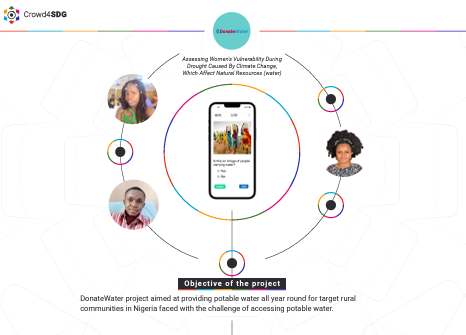 Crowd4SDG
DonateWater
Assessing Women's Vulnerability During
Drought Caused By Climate Change,
Which Affect Natural Resources (water)
Is this an image of people
carrying water?
Yes
No
Objective of the project
DonateWater project aimed at providing potable water all year round for target rural
communities in Nigeria faced with the challenge of accessing potable water.